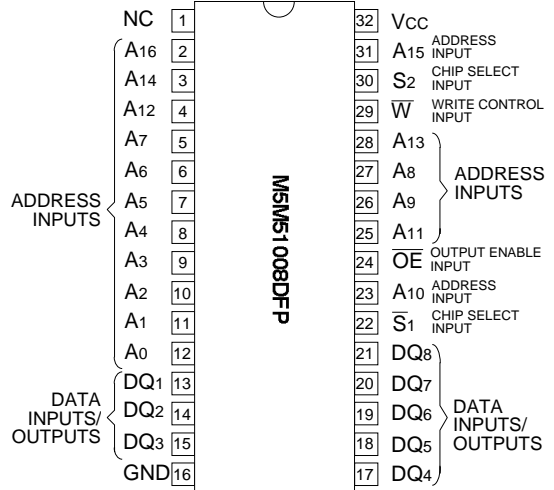 NC 1
A16 2
A14 3
A12 4
A7 5
A6 6
A5 7
A4 8
A3 9
A2 10
A1 11
A0 12
DQ1 13
DQ2 14
DQ3 15
GND 16
ADDRESS
INPUTS
DATA
INPUTS/
OUTPUTS
M5M51008DFP
32 VCC
31 A15 ADDRESS
INPUT
30 S2 CHIP SELECT
INPUT
29 W̅ WRITE CONTROL
INPUT
28 A13
27 A8
26 A9
25 A11
ADDRESS
INPUTS
24 O̅E̅ OUTPUT ENABLE
INPUT
23 A10 ADDRESS
INPUT
22 S̅1 CHIP SELECT
INPUT
21 DQ8
20 DQ7
19 DQ6
18 DQ5
17 DQ4
DATA
INPUTS/
OUTPUTS